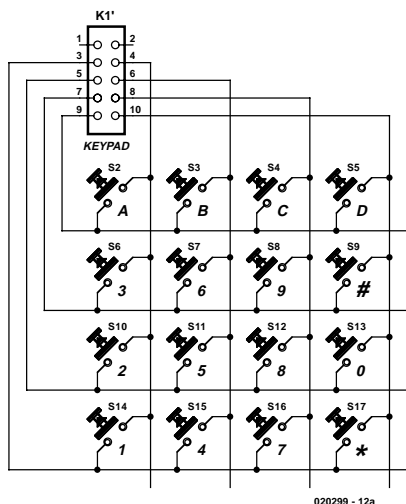 K1'
1 2
3 4
5 6
7 8
9 10
KEYPAD
S2 S3 S4 S5
A B C D
S6 S7 S8 S9
3 6 9 #
S10 S11 S12 S13
2 5 8 0
S14 S15 S16 S17
1 4 7 *
020299 - 12a